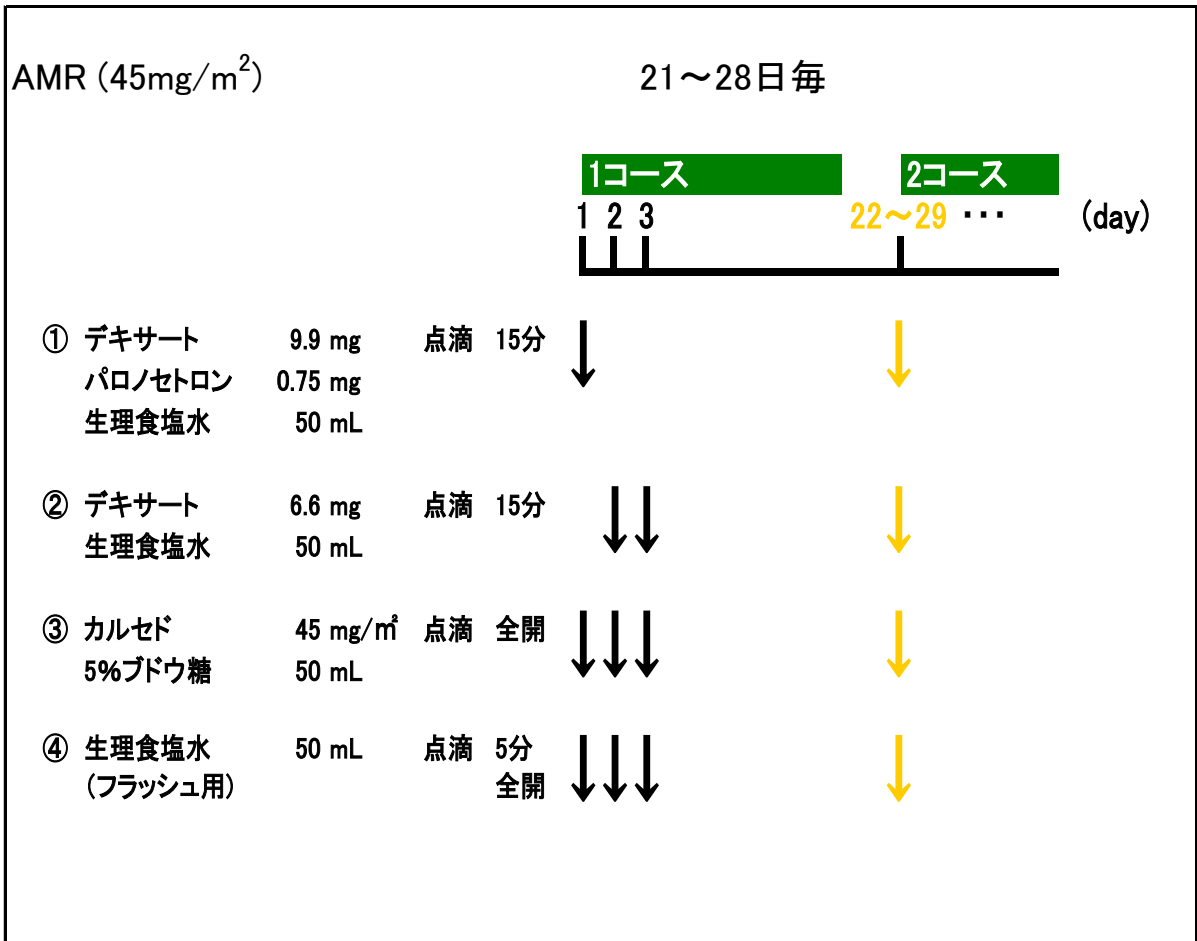 AMR (45mg/m²) 21～28日毎
1コース 2コース
1 2 3 22～29 ・・・ (day)
① デキサート 9.9 mg 点滴 15分
パロノセトロン 0.75 mg
生理食塩水 50 mL
② デキサート 6.6 mg 点滴 15分
生理食塩水 50 mL
③ カルセド 45 mg/㎡ 点滴 全開
5%ブドウ糖 50 mL
④ 生理食塩水 50 mL 点滴 5分
(フラッシュ用) 全開